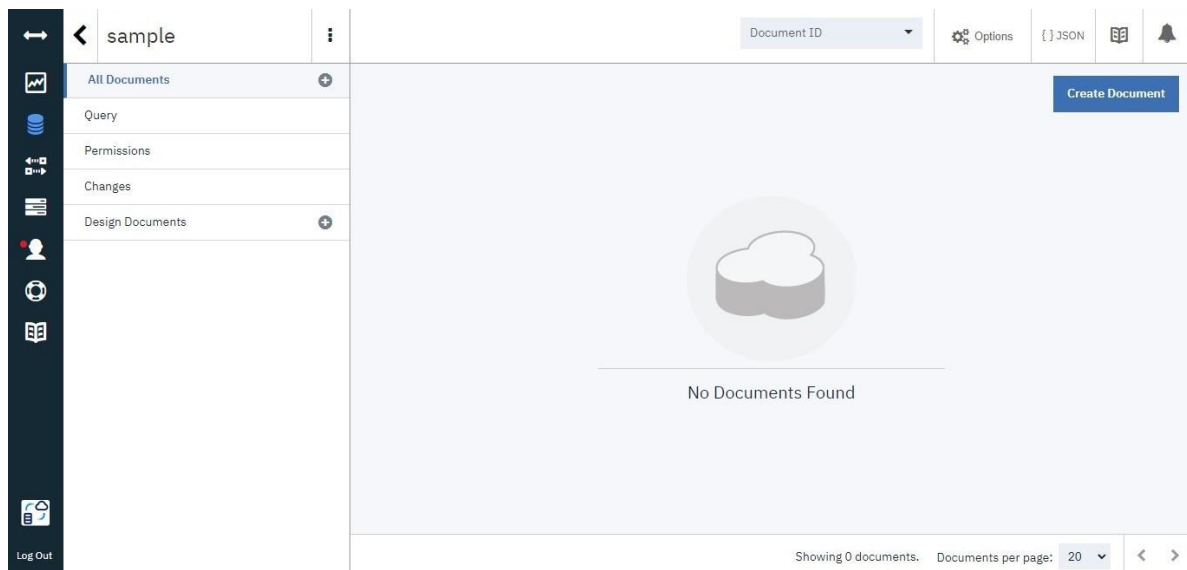 sample
Document ID
Options
{ } JSON
All Documents
Create Document
Query
Permissions
Changes
Design Documents
No Documents Found
Log Out
Showing 0 documents. Documents per page: 20